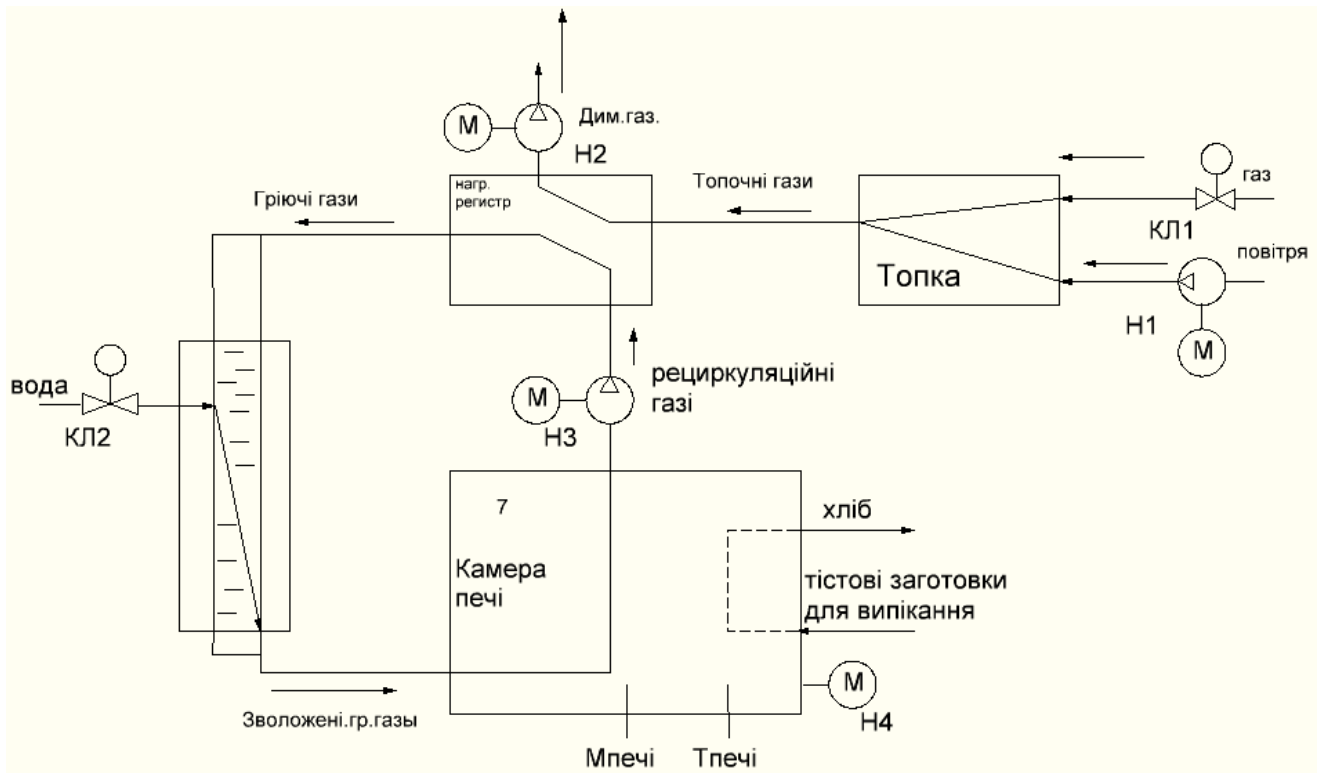 М
Дим.газ.
Н2
нагр.
регистр
Гріючі гази
Топочні гази
газ
КЛ1
повітря
Топка
Н1
М
вода
КЛ2
М
Н3
рециркуляційні
газі
7
Камера
печі
хліб
тістові заготовки
для випікання
М
Н4
Зволожені.гр.газы
Мпечі
Тпечі